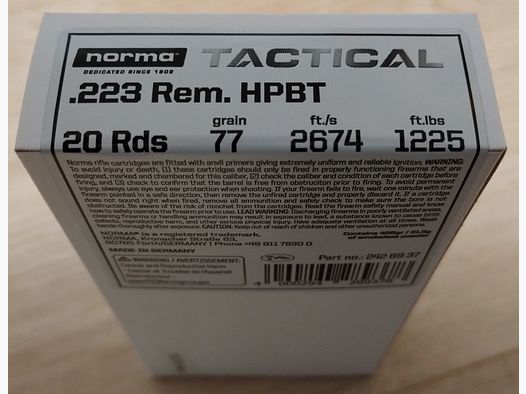 norma TACTICAL
DEDICATED SINCE 1902
.223 Rem. HPBT
grain ft./s ft.lbs
20 Rds 77 2674 1225
Norma rifle cartridges are fitted with anvil primers giving extremely uniform and reliable ignition. WARNING:
To avoid injury or death, (1) these cartridges should only be fired in properly functioning firearms that are
designed, marked and chambered for this caliber, (2) check the caliber and condition of each cartridge before
firing, and (3) check to confirm that the barrel is free from obstruction prior to firing. To avoid permanent
injury, always use eye and ear protection when shooting. If your firearm fails to fire, wait one minute with the
firearm pointed in a safe direction, then remove the unfired cartridge and properly discard it. If a cartridge
does not sound right when fired, remove all ammunition and safely check to make sure the bore is not
obstructed. Be aware of the risk of ricochet from the cartridges. Read the firearm safety manual and know
how to safely operate the firearm prior to use. LEAD WARNING: Discharging firearms in poorly ventilated areas,
cleaning firearms or handling ammunition may result in exposure to lead, a substance known to cause birth
defects, reproductive harm, and other serious physical injury. Have adequate ventilation at all times. Wash
hands thoroughly after exposure. CAUTION: Keep out of reach of children and other unauthorized persons.
NORMA® is a registered trademark.
NORMA, Kronacher Straße 63,
90765 Fürth/GERMANY | Phone +49 911 7930 0
MADE IN GERMANY
of smokeless powder
WARNING / AVERTISSEMENT:
Cancer and Reproductive Harm
Cancer et Troubles de l'Appareil
Reproducteur
Part no.: 242 89 37
4 000294